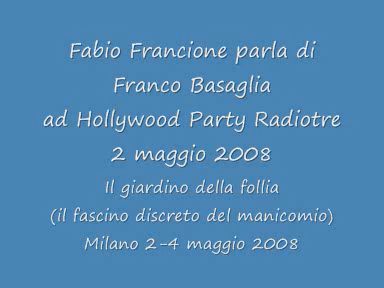 Fabio Francione parla di
Franco Basaglia
ad Hollywood Party Radiotre
2 maggio 2008
Il giardino della follia
(il fascino discreto del manicomio)
Milano 2-4 maggio 2008